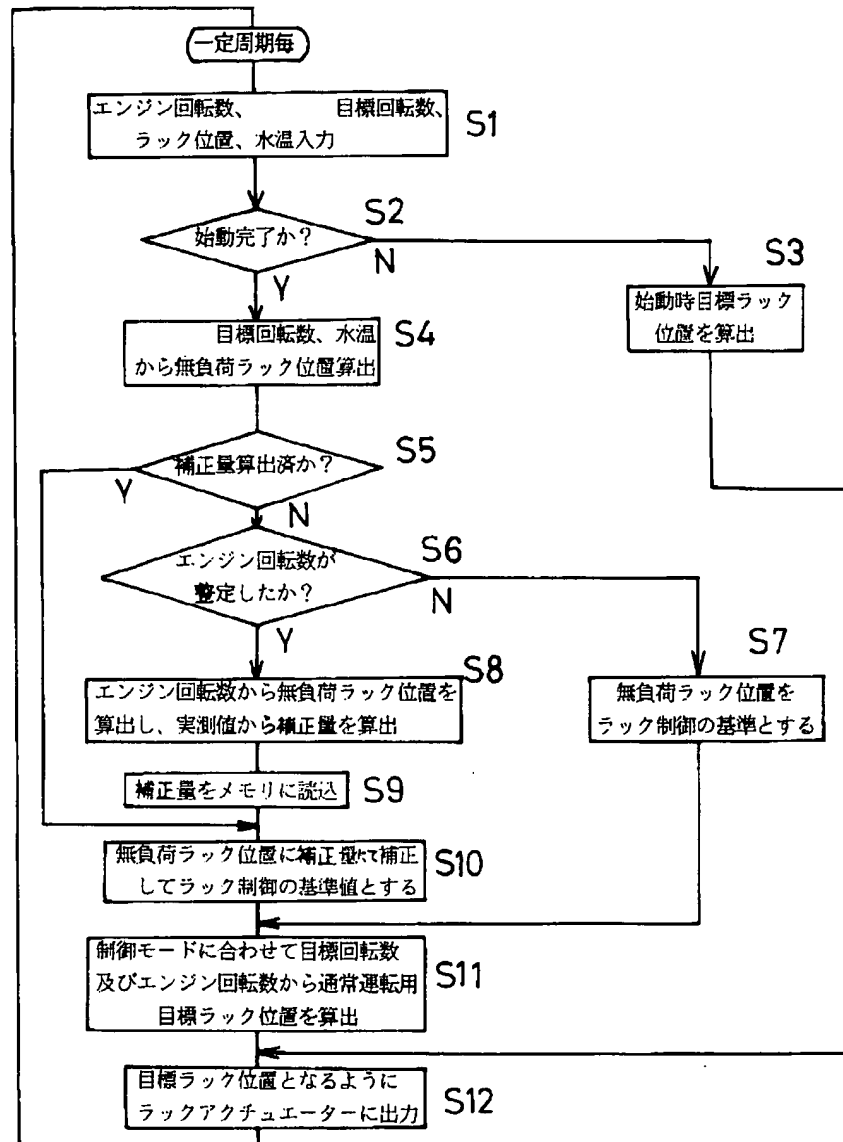 一定周期毎
エンジン回転数、 目標回転数、
ラック位置、水温入力
S1
始動完了か?
S2
N
Y
S3
始動時目標ラック
位置を算出
目標回転数、水温
から無負荷ラック位置算出
S4
補正量算出済か?
S5
Y
N
エンジン回転数が
整定したか?
S6
N
Y
S7
無負荷ラック位置を
ラック制御の基準とする
エンジン回転数から無負荷ラック位置を
算出し、実測値から補正量を算出
S8
補正量をメモリに読込
S9
無負荷ラック位置に補正量にて補正
してラック制御の基準値とする
S10
制御モードに合わせて目標回転数
及びエンジン回転数から通常運転用
目標ラック位置を算出
S11
目標ラック位置となるように
ラックアクチュエーターに出力
S12